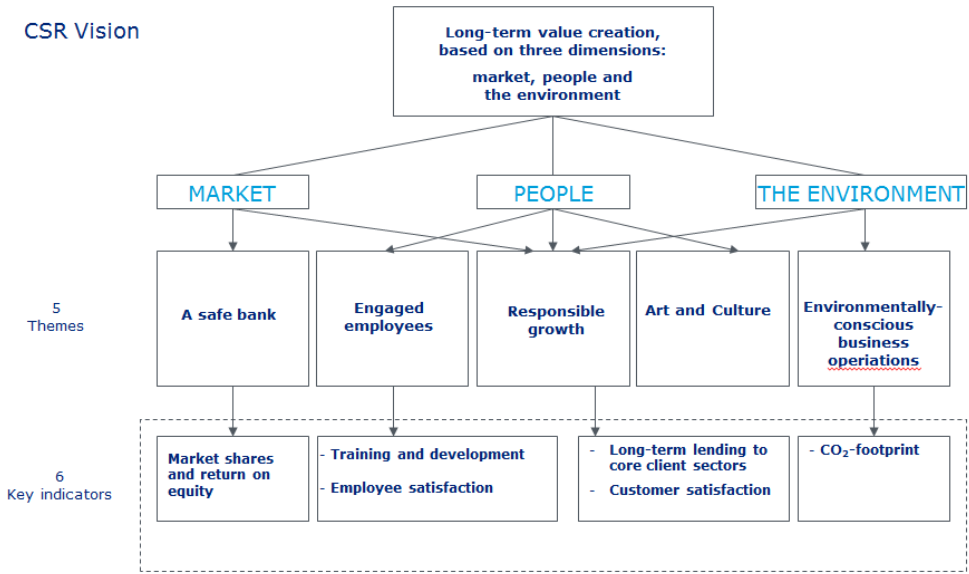 CSR Vision
Long-term value creation,
based on three dimensions:
market, people and
the environment
MARKET
PEOPLE
THE ENVIRONMENT
5
Themes
A safe bank
Engaged
employees
Responsible
growth
Art and Culture
Environmentally-
conscious
business
operiations
6
Key indicators
Market shares
and return on
equity
- Training and development
- Employee satisfaction
- Long-term lending to
core client sectors
- Customer satisfaction
- CO₂-footprint